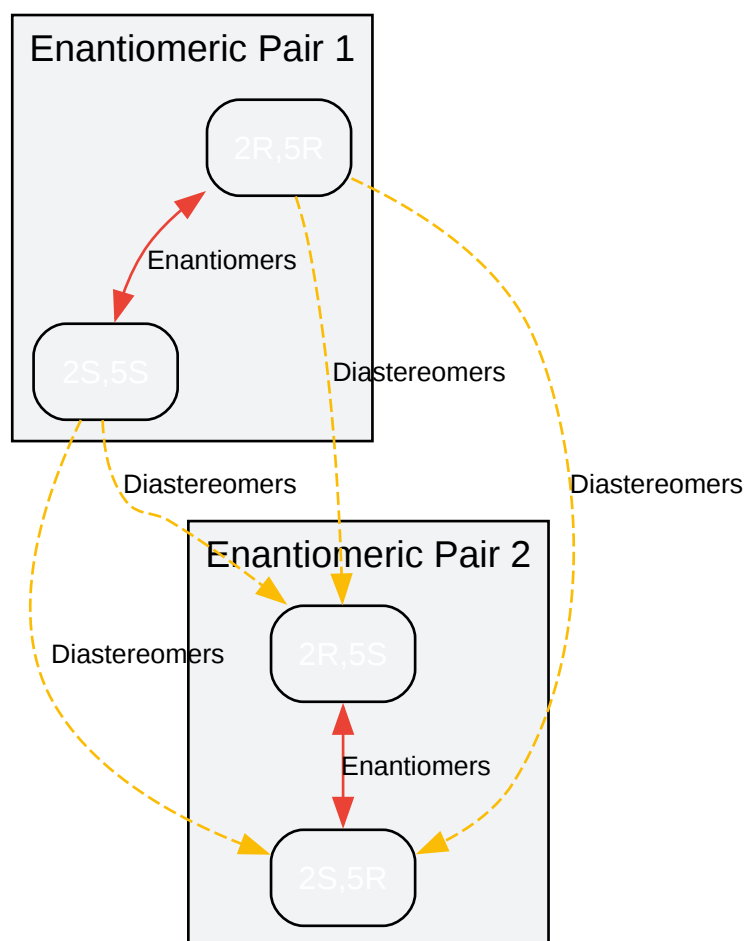 Enantiomeric Pair 1
2R,5R
Enantiomers
2S,5S
Diastereomers
Diastereomers
Diastereomers
Enantiomeric Pair 2
2R,5S
Diastereomers
Enantiomers
2S,5R